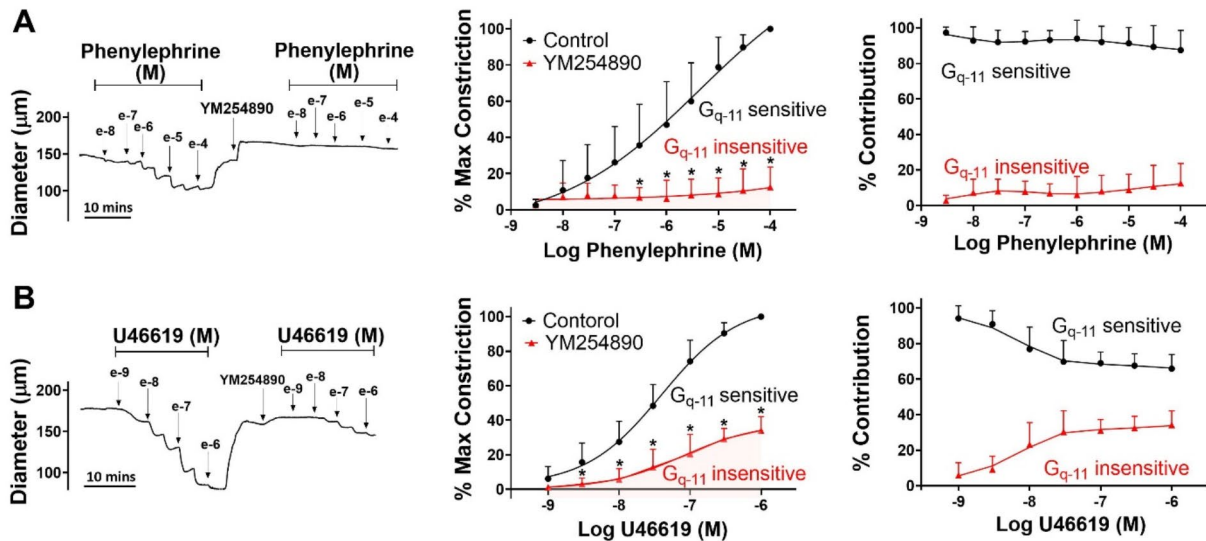 A
Phenylephrine (M)
Phenylephrine (M)
Diameter (μm)
200
150
100
e-8
e-7
e-6
e-5
e-4
YM254890
e-8
e-7
e-6
e-5
e-4
10 mins
% Max Constriction
100
80
60
40
20
0
Control
YM254890
Gq-11 sensitive
Gq-11 insensitive
* * * * * *
-9 -8 -7 -6 -5 -4
Log Phenylephrine (M)
% Contribution
100
80
60
40
20
0
Gq-11 sensitive
Gq-11 insensitive
-9 -8 -7 -6 -5 -4
Log Phenylephrine (M)
B
U46619 (M)
U46619 (M)
Diameter (μm)
200
150
100
e-9
e-8
e-7
e-6
YM254890
e-9
e-8
e-7
e-6
10 mins
% Max Constriction
100
80
60
40
20
0
Contorol
YM254890
Gq-11 sensitive
Gq-11 insensitive
* * * * * *
-9 -8 -7 -6
Log U46619 (M)
% Contribution
100
80
60
40
20
0
Gq-11 sensitive
Gq-11 insensitive
-9 -8 -7 -6
Log U46619 (M)